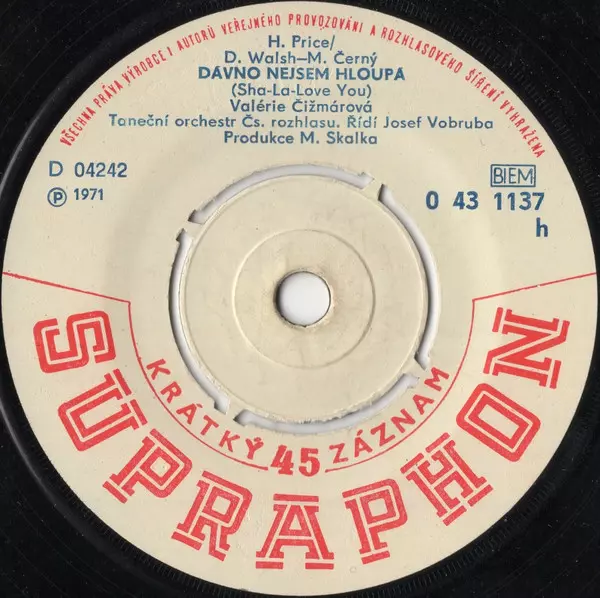 VŠECHNA PRÁVA VÝROBCE I AUTORŮ VEŘEJNÉHO PROVOZOVÁNÍ A ROZHLASOVÉHO ŠÍŘENÍ VYHRAŽENA
H. Price/
D. Walsh—M. Černý
DÁVNO NEJSEM HLOUPÁ
(Sha-La-Love You)
Valérie Čižmárová
Taneční orchestr Čs. rozhlasu. Řídí Josef Vobruba
Produkce M. Skalka
D 04242
℗ 1971
BIEM
0 43 1137
h
KRÁTKÝ 45 ZÁZNAM
SUPRAPHON